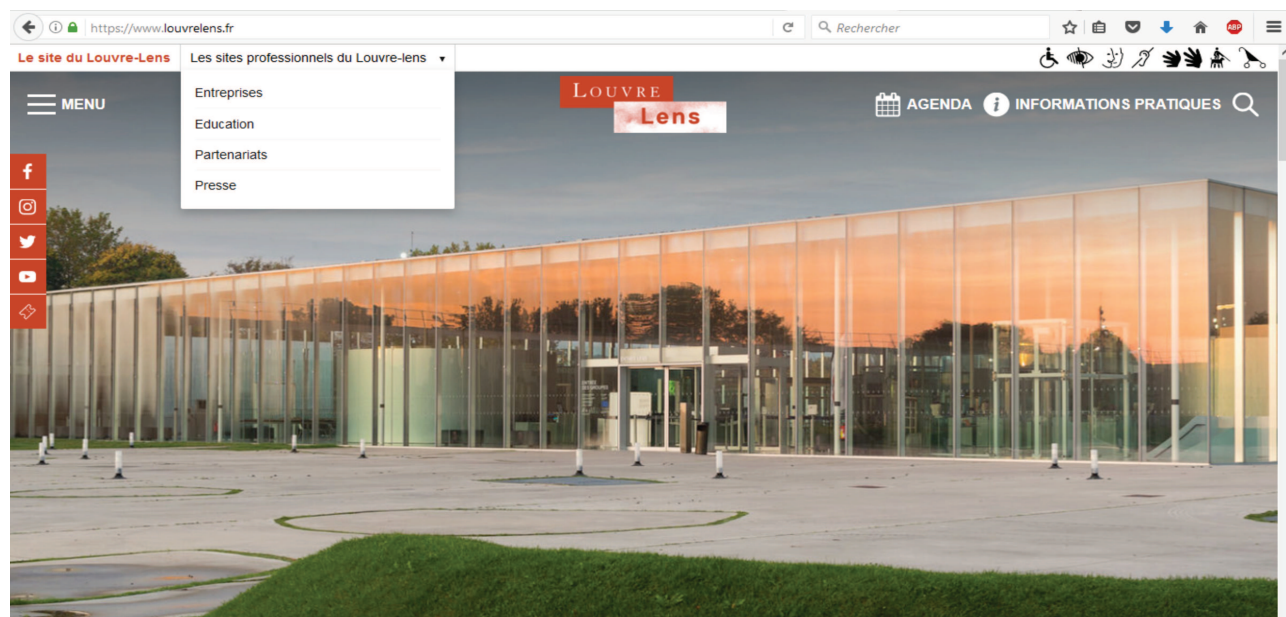 https://www.louvrelens.fr
Rechercher
ABP
Le site du Louvre-Lens
Les sites professionnels du Louvre-lens
MENU
Entreprises
Education
Partenariats
Presse
LOUVRE
Lens
AGENDA
INFORMATIONS PRATIQUES